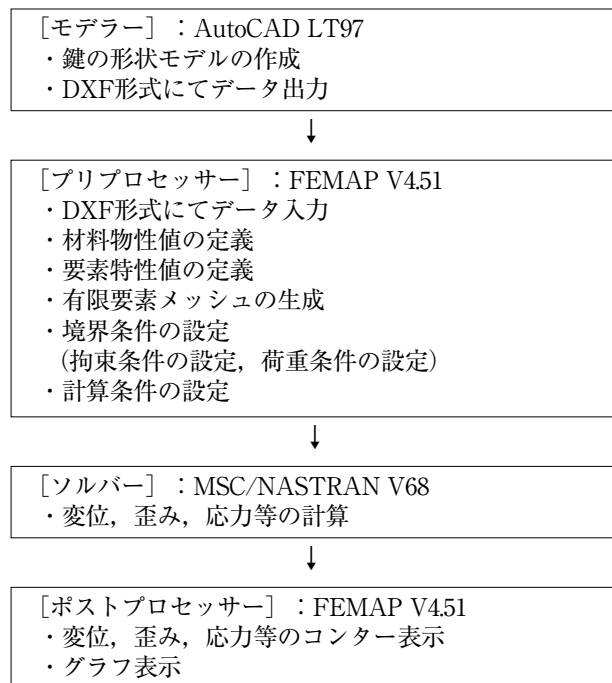 ［モデラー］：AutoCAD LT97
・鍵の形状モデルの作成
・DXF形式にてデータ出力
↓
［プリプロセッサー］：FEMAP V4.51
・DXF形式にてデータ入力
・材料物性値の定義
・要素特性値の定義
・有限要素メッシュの生成
・境界条件の設定
（拘束条件の設定，荷重条件の設定）
・計算条件の設定
↓
［ソルバー］：MSC/NASTRAN V68
・変位，歪み，応力等の計算
↓
［ポストプロセッサー］：FEMAP V4.51
・変位，歪み，応力等のコンター表示
・グラフ表示